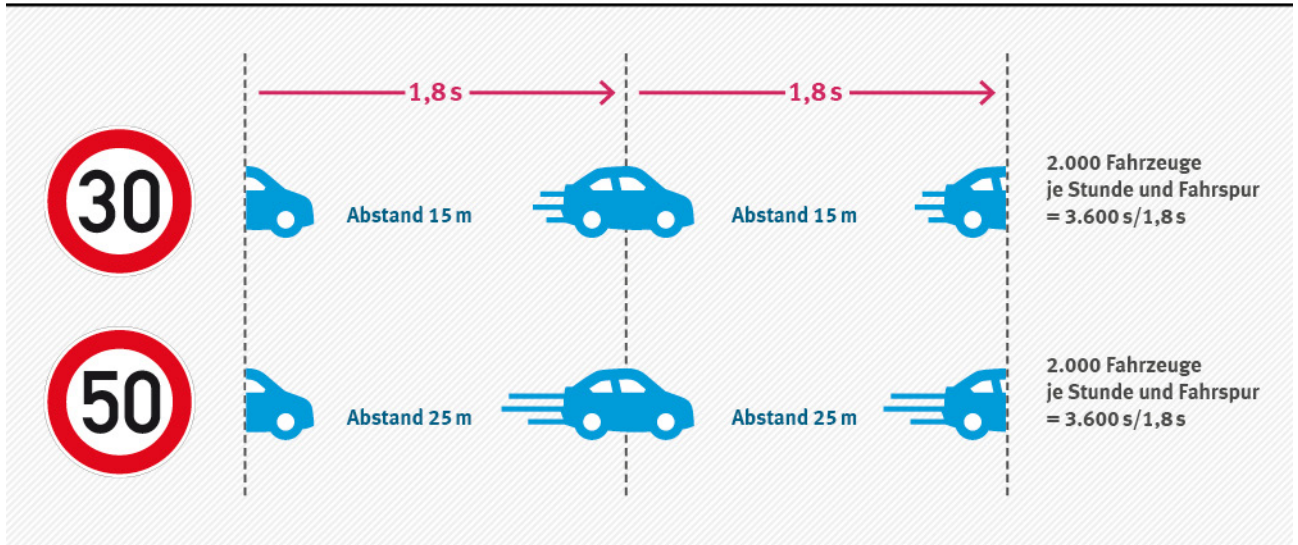 1,8 s
1,8 s
30
Abstand 15 m
Abstand 15 m
2.000 Fahrzeuge
je Stunde und Fahrspur
= 3.600 s/1,8 s
50
Abstand 25 m
Abstand 25 m
2.000 Fahrzeuge
je Stunde und Fahrspur
= 3.600 s/1,8 s